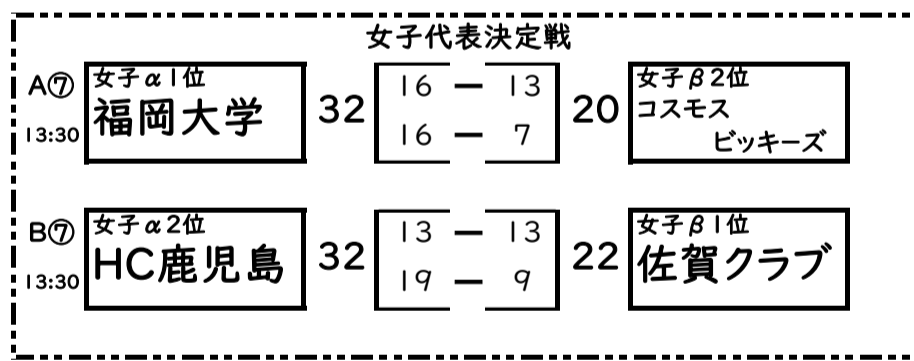 女子代表決定戦
A⑦
13:30
女子α1位
福岡大学
32
16 ー 13
16 ー 7
20
女子β2位
コスモス
ビッキーズ
B⑦
13:30
女子α2位
HC鹿児島
32
13 ー 13
19 ー 9
22
女子β1位
佐賀クラブ